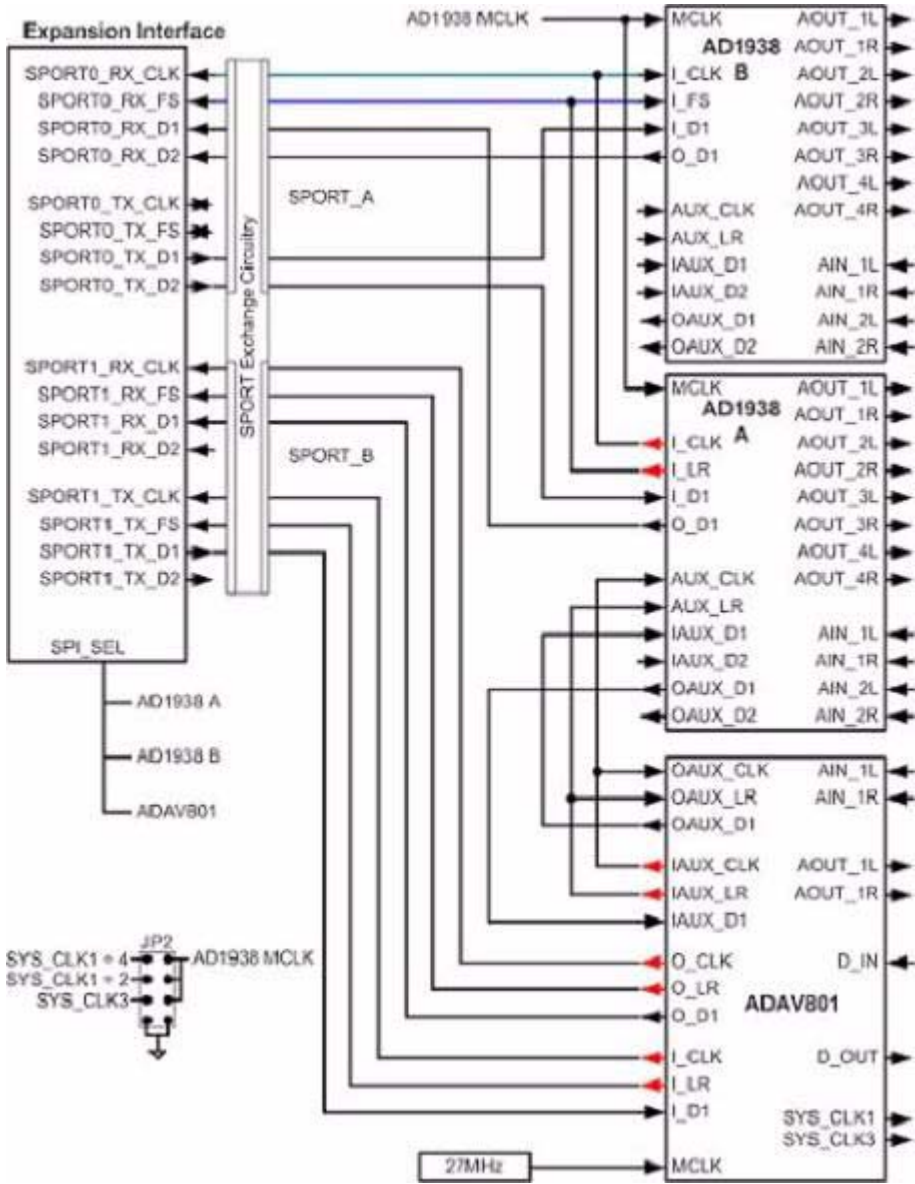 Expansion Interface
SPORT0_RX_CLK
SPORT0_RX_FS
SPORT0_RX_D1
SPORT0_RX_D2
SPORT0_TX_CLK
SPORT0_TX_FS
SPORT0_TX_D1
SPORT0_TX_D2
SPORT1_RX_CLK
SPORT1_RX_FS
SPORT1_RX_D1
SPORT1_RX_D2
SPORT1_TX_CLK
SPORT1_TX_FS
SPORT1_TX_D1
SPORT1_TX_D2
SPI_SEL
AD1938 A
AD1938 B
ADAV801
SPORT Exchange Circuitry
SPORT_A
SPORT_B
JP2
SYS_CLK1 ÷ 4
SYS_CLK1 ÷ 2
SYS_CLK3
AD1938 MCLK
AD1938 MCLK
MCLK
AD1938
B
I_CLK
I_FS
I_D1
O_D1
AUX_CLK
AUX_LR
IAUX_D1
IAUX_D2
OAUX_D1
OAUX_D2
AOUT_1L
AOUT_1R
AOUT_2L
AOUT_2R
AOUT_3L
AOUT_3R
AOUT_4L
AOUT_4R
AIN_1L
AIN_1R
AIN_2L
AIN_2R
MCLK
AD1938
A
I_CLK
I_LR
I_D1
O_D1
AUX_CLK
AUX_LR
IAUX_D1
IAUX_D2
OAUX_D1
OAUX_D2
AOUT_1L
AOUT_1R
AOUT_2L
AOUT_2R
AOUT_3L
AOUT_3R
AOUT_4L
AOUT_4R
AIN_1L
AIN_1R
AIN_2L
AIN_2R
OAUX_CLK
OAUX_LR
OAUX_D1
IAUX_CLK
IAUX_LR
IAUX_D1
O_CLK
O_LR
O_D1
I_CLK
I_LR
I_D1
MCLK
AIN_1L
AIN_1R
AOUT_1L
AOUT_1R
D_IN
ADAV801
D_OUT
SYS_CLK1
SYS_CLK3
27MHz